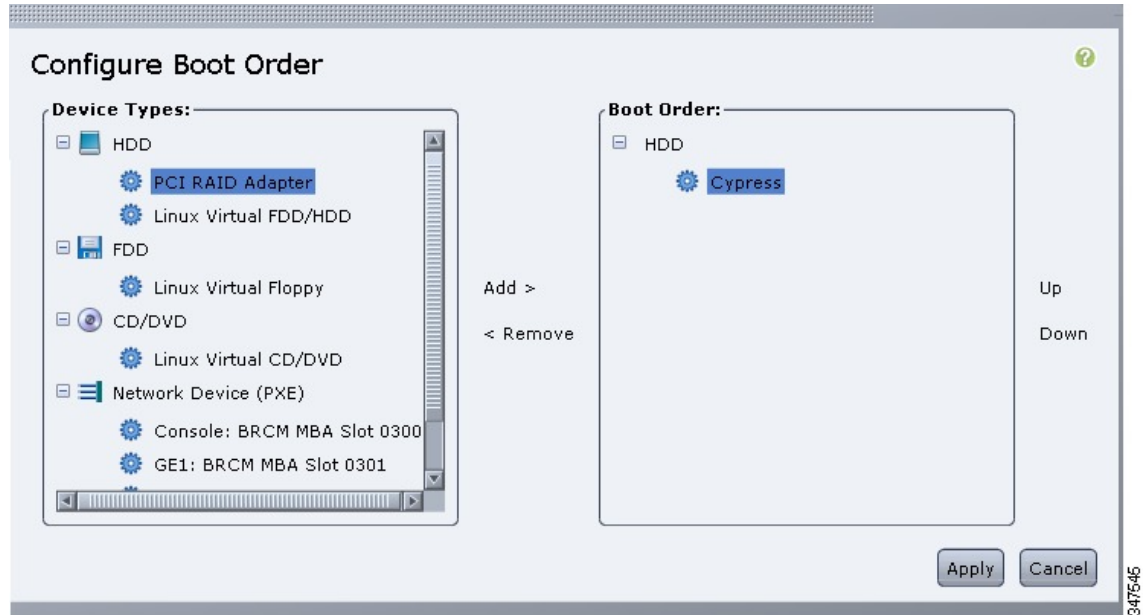 Configure Boot Order
Device Types:
HDD
PCI RAID Adapter
Linux Virtual FDD/HDD
FDD
Linux Virtual Floppy
CD/DVD
Linux Virtual CD/DVD
Network Device (PXE)
Console: BRCM MBA Slot 0300
GE1: BRCM MBA Slot 0301
Add >
< Remove
Boot Order:
HDD
Cypress
Up
Down
Apply
Cancel
347545